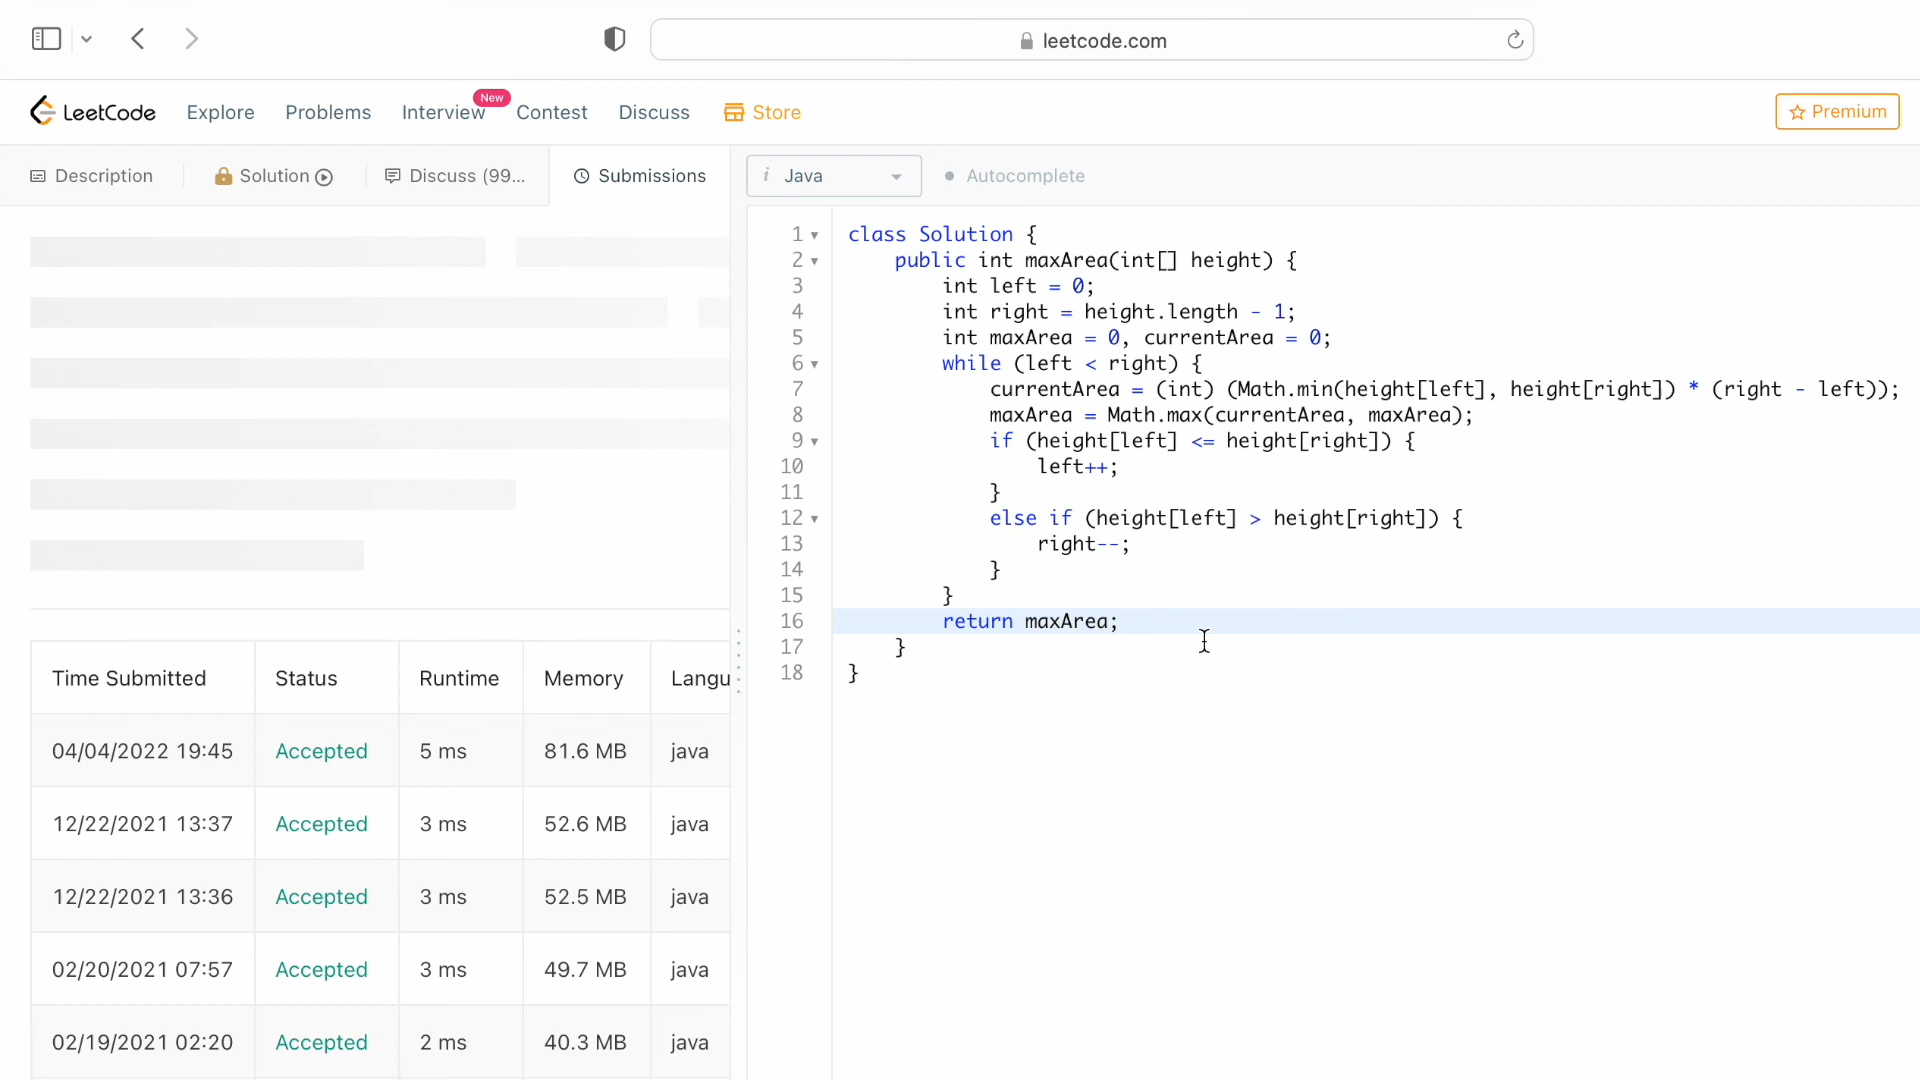 leetcode.com
LeetCode Explore Problems Interview New Contest Discuss Store Premium
Description Solution Discuss (99... Submissions
i Java Autocomplete
1 class Solution {
2     public int maxArea(int[] height) {
3         int left = 0;
4         int right = height.length - 1;
5         int maxArea = 0, currentArea = 0;
6         while (left < right) {
7             currentArea = (int) (Math.min(height[left], height[right]) * (right - left));
8             maxArea = Math.max(currentArea, maxArea);
9             if (height[left] <= height[right]) {
10                 left++;
11             }
12             else if (height[left] > height[right]) {
13                 right--;
14             }
15         }
16         return maxArea;
17     }
18 }
Time Submitted Status Runtime Memory Langu
04/04/2022 19:45 Accepted 5 ms 81.6 MB java
12/22/2021 13:37 Accepted 3 ms 52.6 MB java
12/22/2021 13:36 Accepted 3 ms 52.5 MB java
02/20/2021 07:57 Accepted 3 ms 49.7 MB java
02/19/2021 02:20 Accepted 2 ms 40.3 MB java